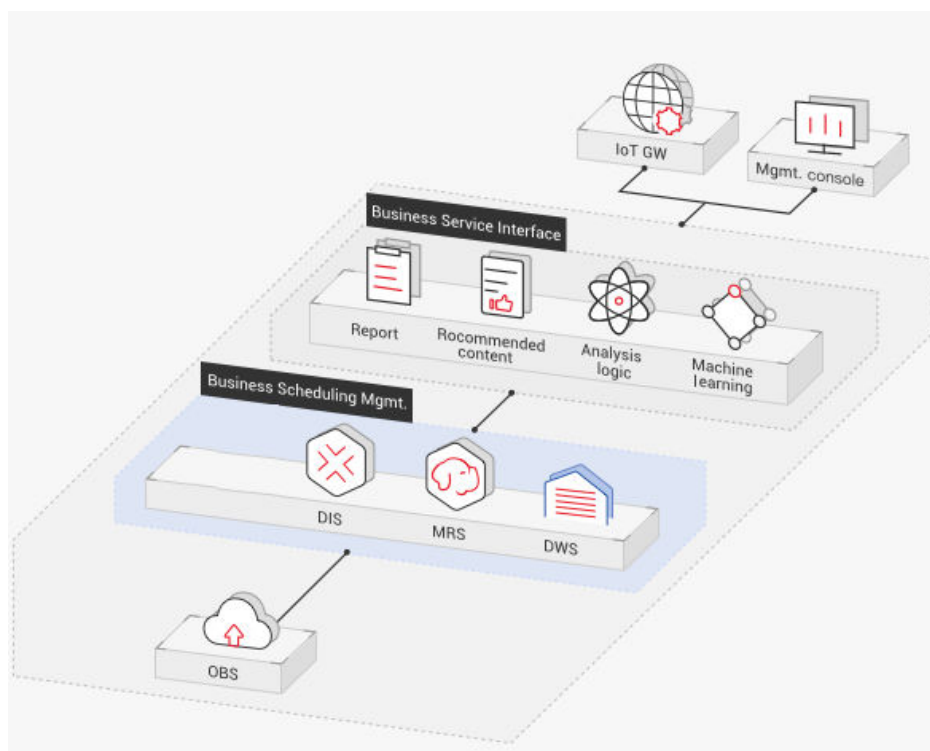 IoT GW
Mgmt. console
Business Service Interface
Report
Rocommended
content
Analysis
logic
Machine
learning
Business Scheduling Mgmt.
DIS
MRS
DWS
OBS